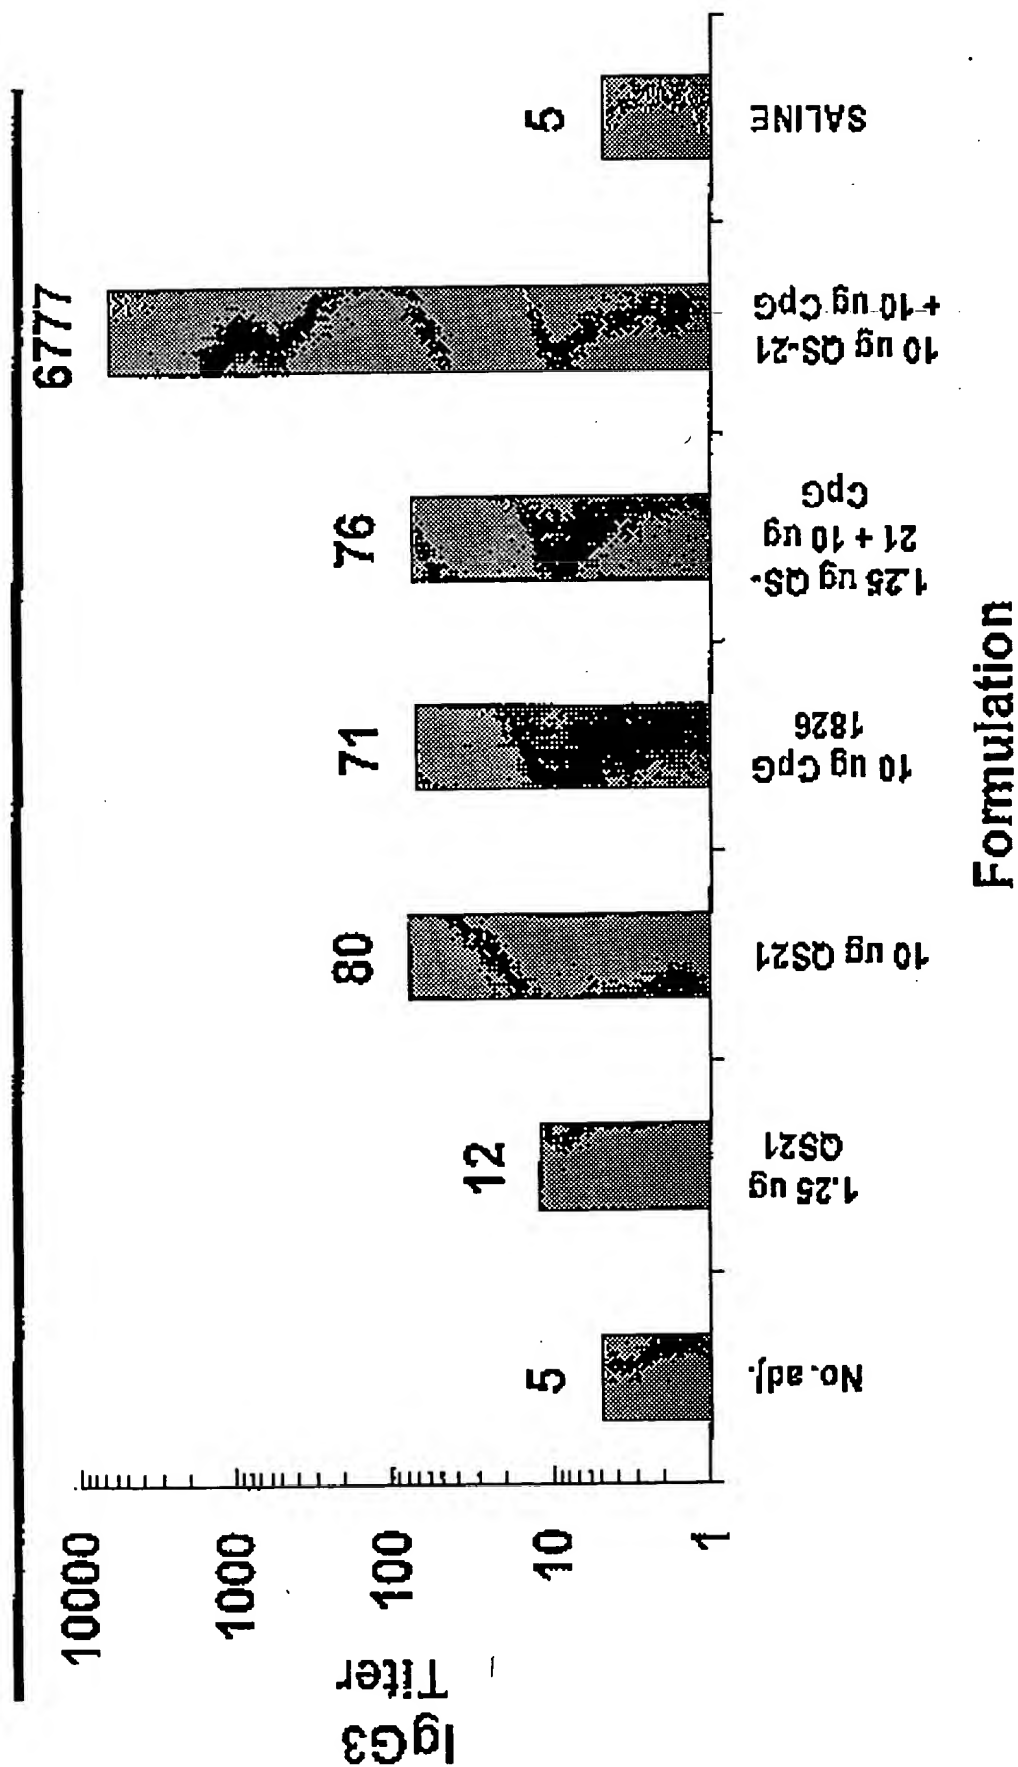 IgG3
Titer
10000
1000
100
10
1
5
12
80
71
76
6777
5
No. adj.
1.25 ug
QS21
10 ug QS21
10 ug CpG
1826
1.25 ug QS-
21 + 10 ug
CpG
10 ug QS-21
+ 10 ug CpG
SALINE
Formulation